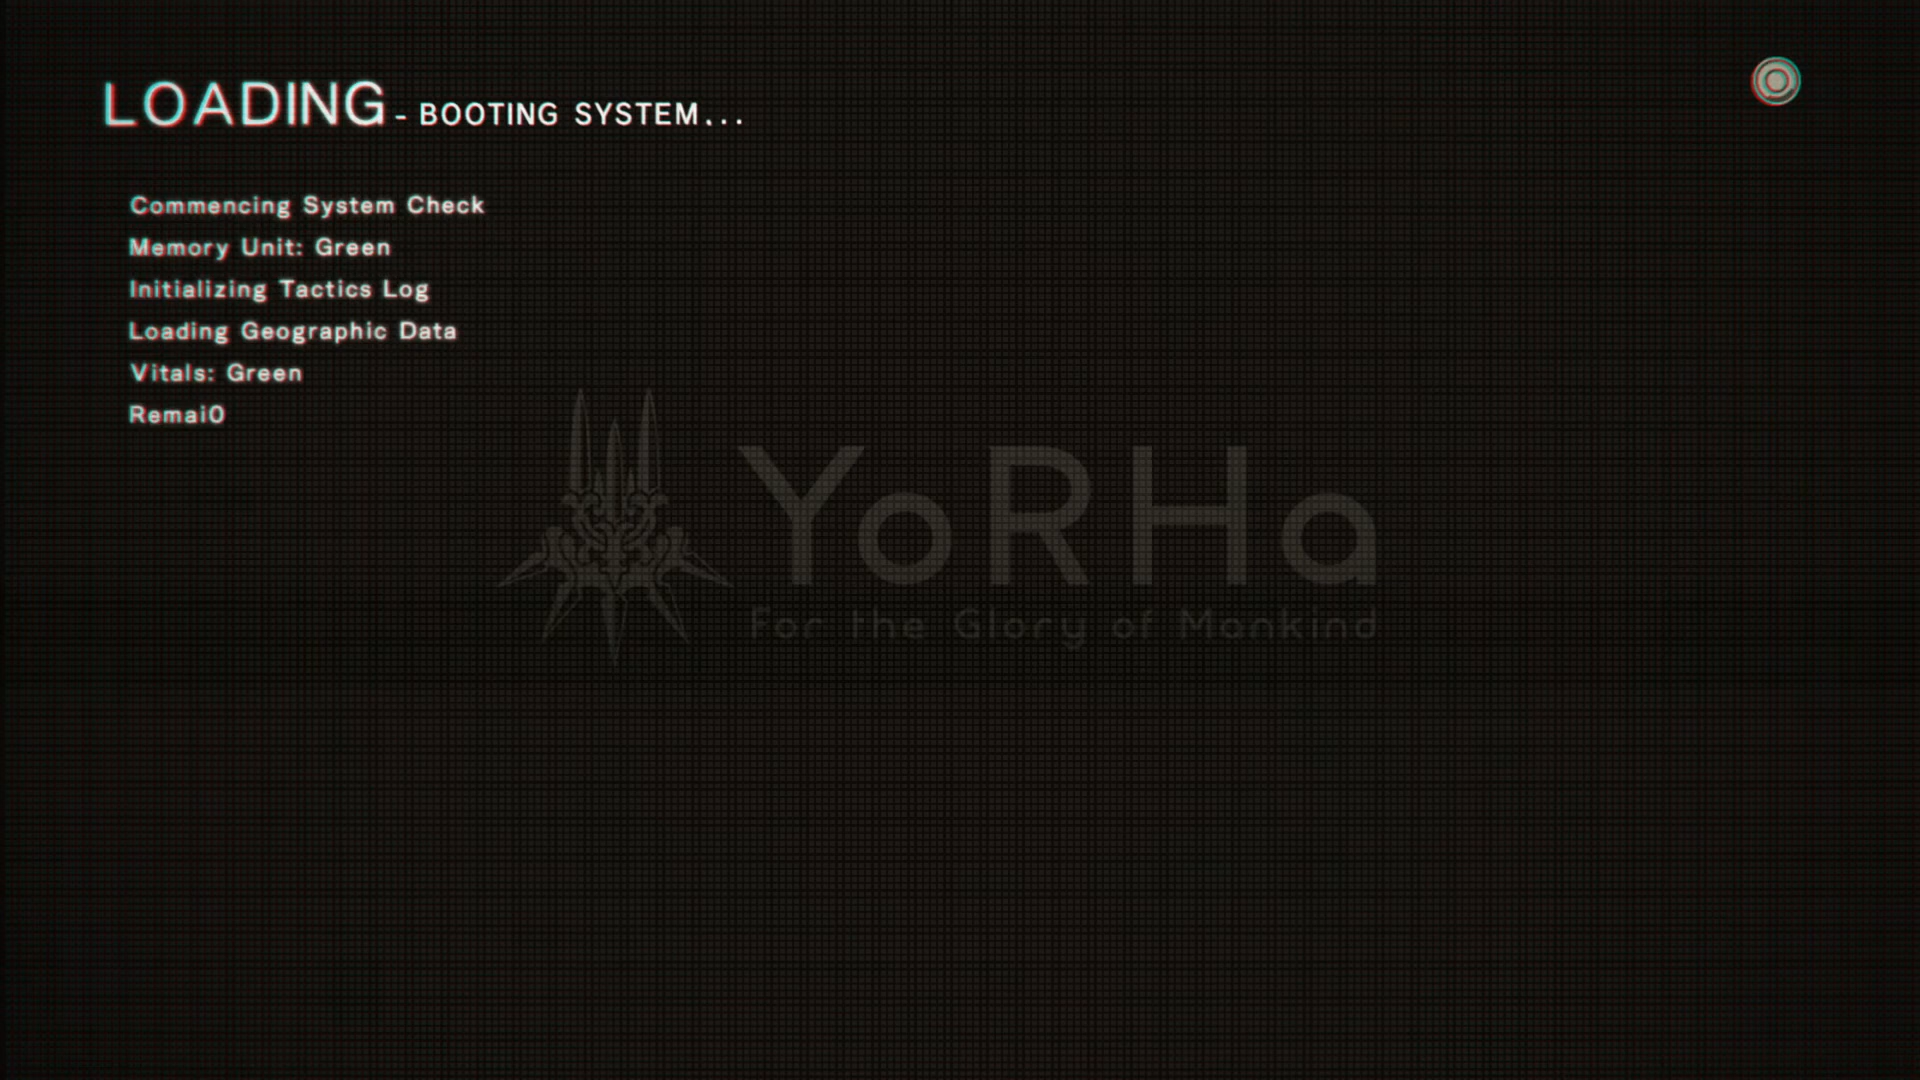 LOADING - BOOTING SYSTEM...
Commencing System Check
Memory Unit: Green
Initializing Tactics Log
Loading Geographic Data
Vitals: Green
Remai0
YoRHa
For the Glory of Mankind